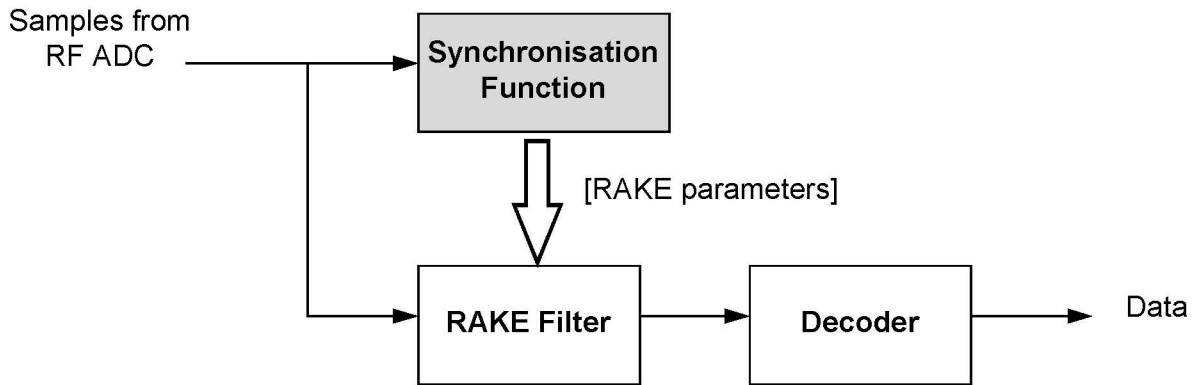 Samples from
RF ADC
Synchronisation
Function
[RAKE parameters]
RAKE Filter
Decoder
Data